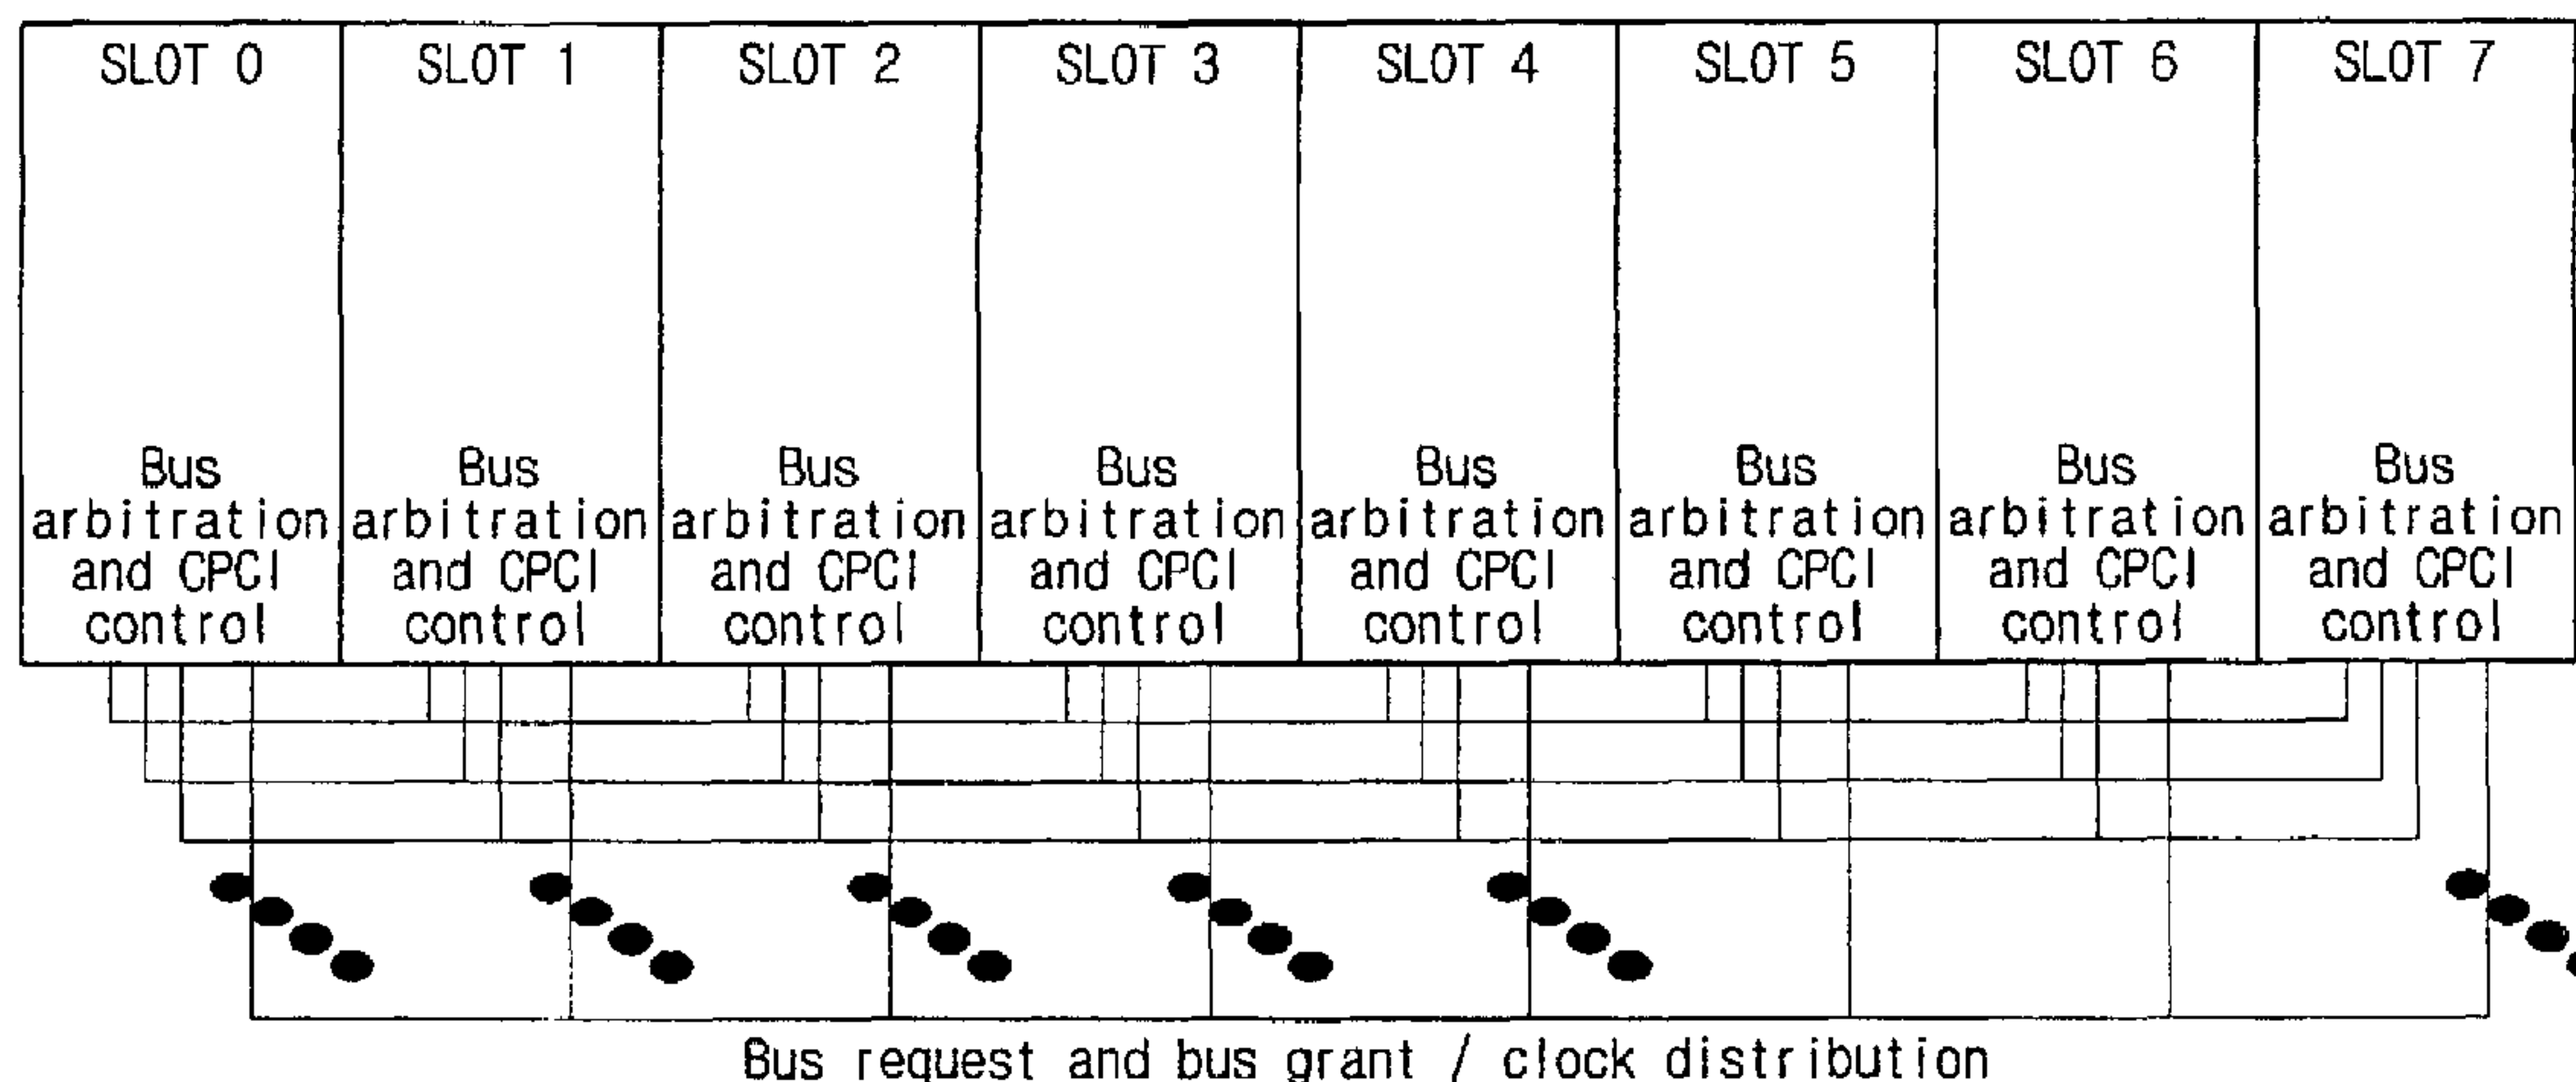 SLOT 0
SLOT 1
SLOT 2
SLOT 3
SLOT 4
SLOT 5
SLOT 6
SLOT 7
Bus
arbitration
and CPCI
control
Bus
arbitration
and CPCI
control
Bus
arbitration
and CPCI
control
Bus
arbitration
and CPCI
control
Bus
arbitration
and CPCI
control
Bus
arbitration
and CPCI
control
Bus
arbitration
and CPCI
control
Bus
arbitration
and CPCI
control
Bus request and bus grant / clock distribution